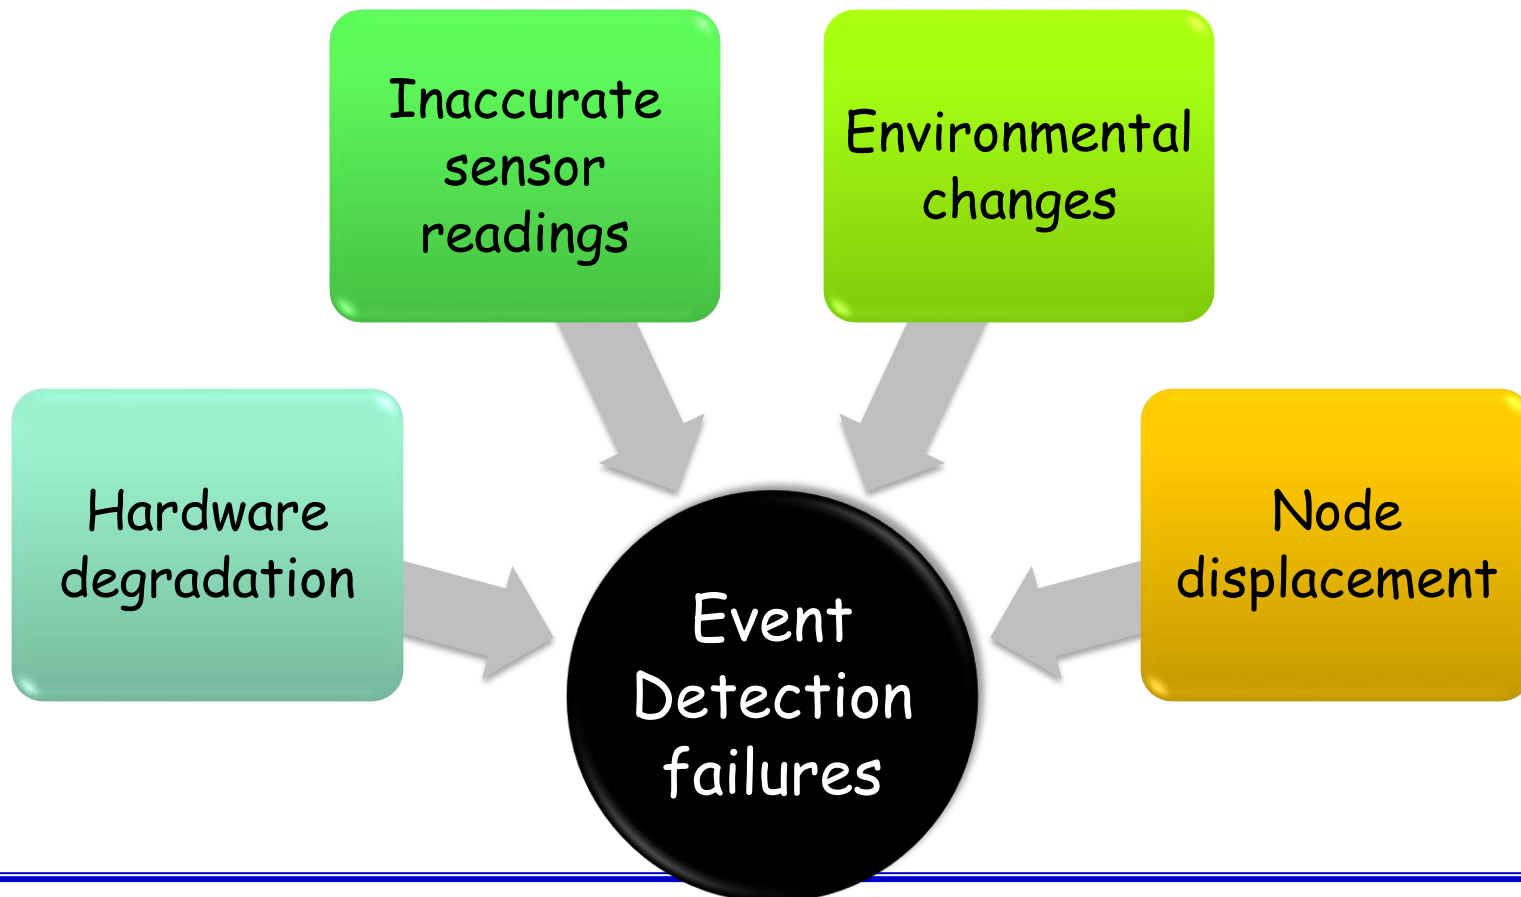 Inaccurate
sensor
readings
Environmental
changes
Hardware
degradation
Node
displacement
Event
Detection
failures